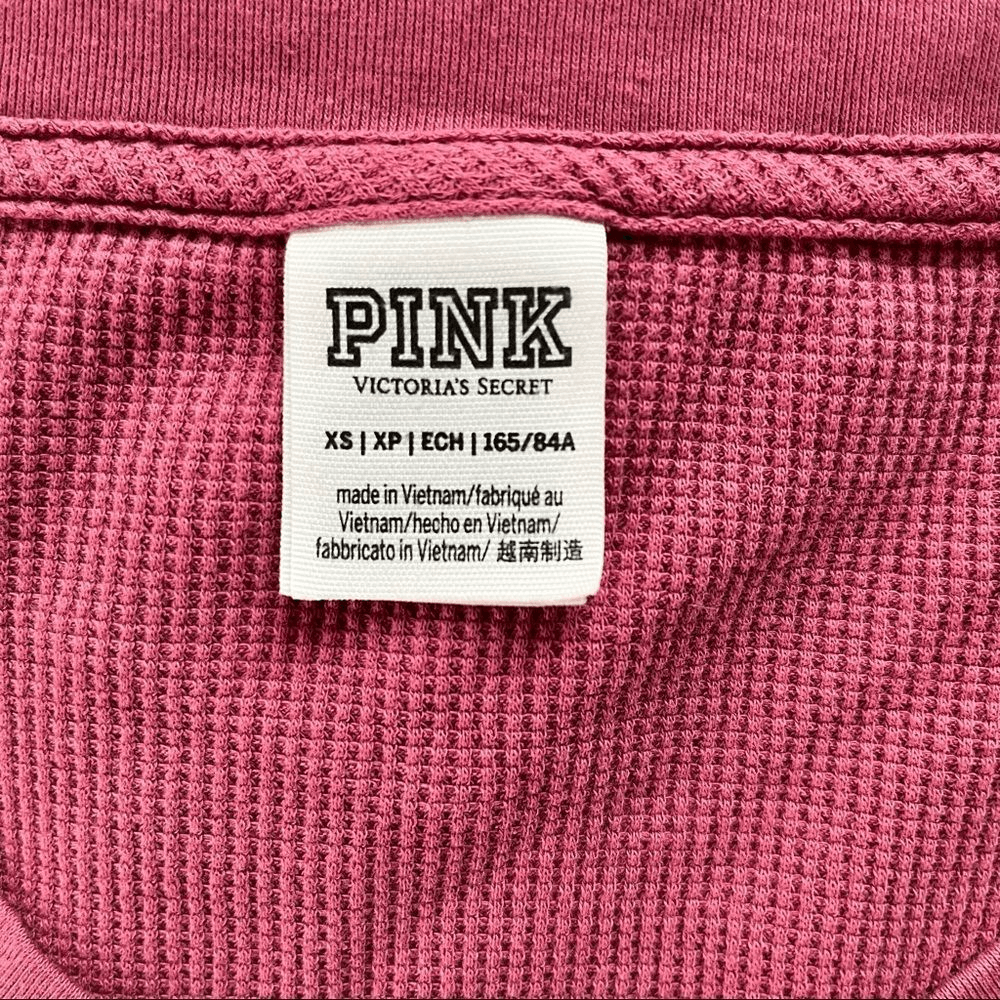 PINK
VICTORIA'S SECRET
XS | XP | ECH | 165/84A
made in Vietnam/fabriqué au
Vietnam/hecho en Vietnam/
fabbricato in Vietnam/ 越南制造